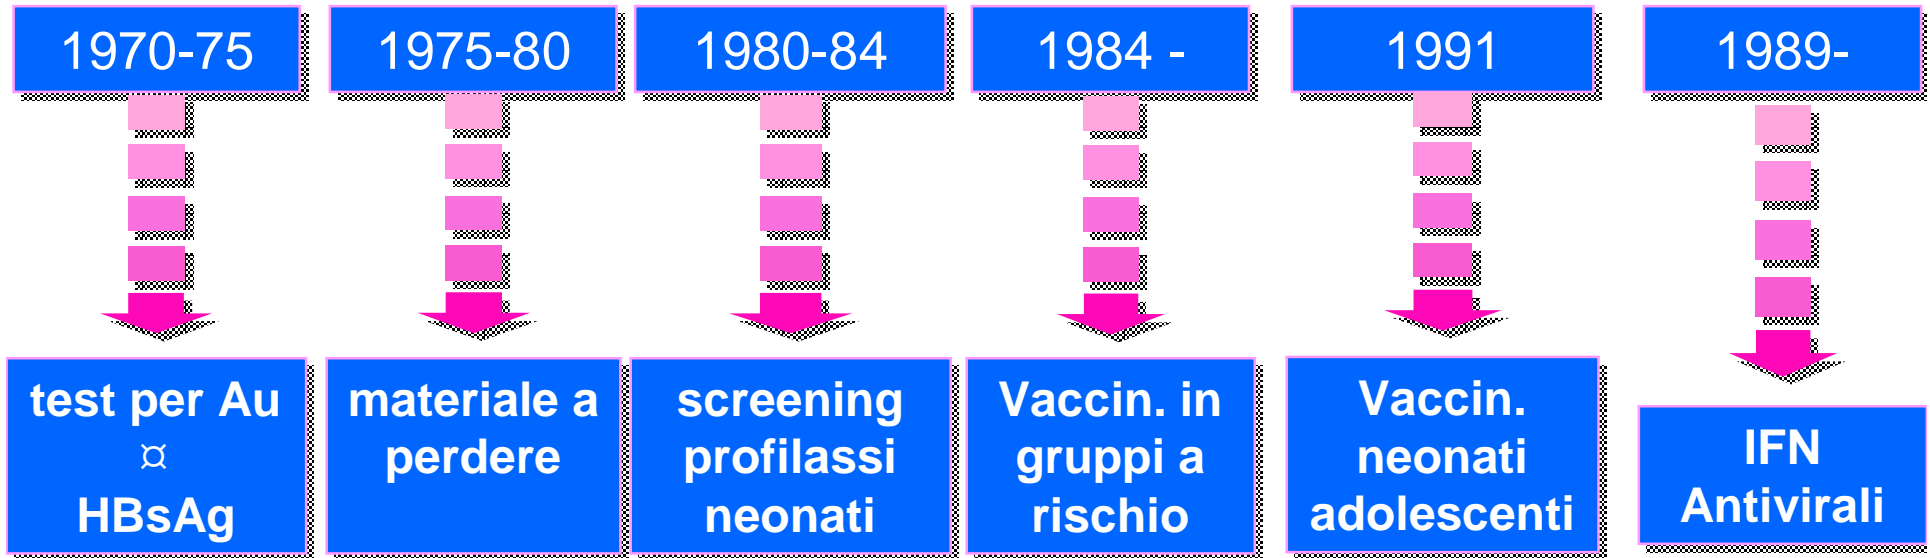 1970-75
1975-80
1980-84
1984 -
1991
1989-
test per Au
¤
HBsAg
materiale a
perdere
screening
profilassi
neonati
Vaccin. in
gruppi a
rischio
Vaccin.
neonati
adolescenti
IFN
Antivirali